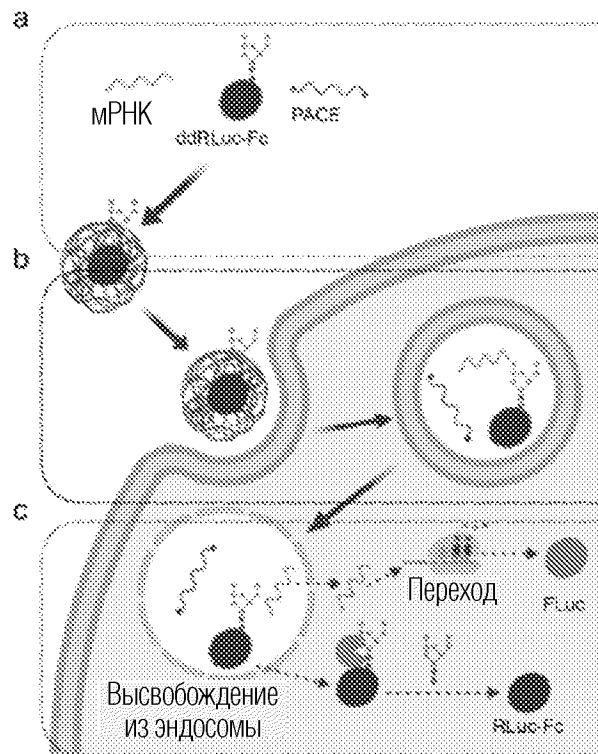 a
мРНК
ddRLuc-Fc
PACE
b
c
Переход
FLuc
Высвобождение
из эндосомы
RLuc-Fc